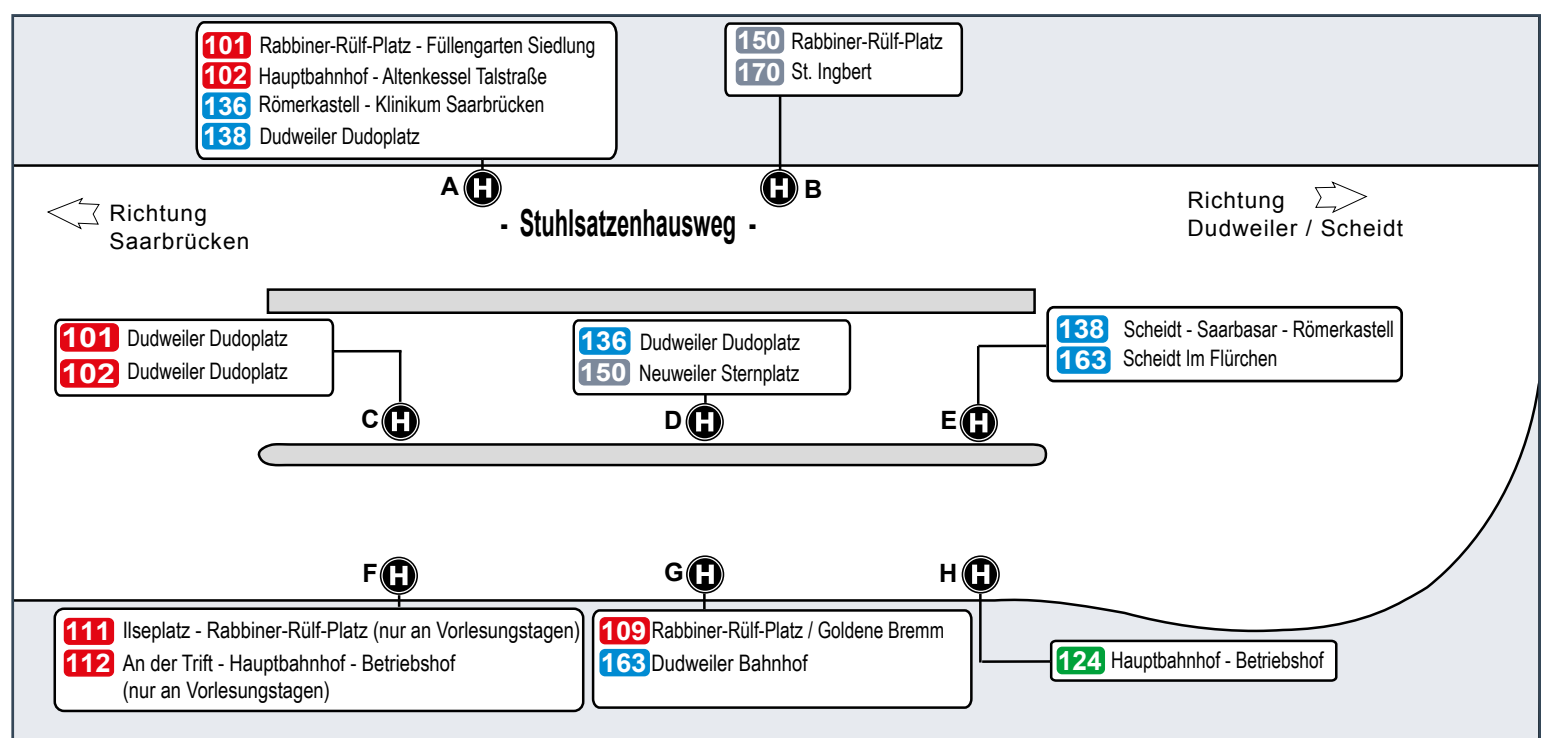 101 Rabbiner-Rülf-Platz - Füllengarten Siedlung
102 Hauptbahnhof - Altenkessel Talstraße
136 Römerkastell - Klinikum Saarbrücken
138 Dudweiler Dudoplatz
150 Rabbiner-Rülf-Platz
170 St. Ingbert
A H
H B
Richtung
Saarbrücken
- Stuhlsatzenhausweg -
Richtung
Dudweiler / Scheidt
101 Dudweiler Dudoplatz
102 Dudweiler Dudoplatz
136 Dudweiler Dudoplatz
150 Neuweiler Sternplatz
138 Scheidt - Saarbasar - Römerkastell
163 Scheidt Im Flürchen
C H
D H
E H
F H
G H
H H
111 Ilseplatz - Rabbiner-Rülf-Platz (nur an Vorlesungstagen)
112 An der Trift - Hauptbahnhof - Betriebshof
(nur an Vorlesungstagen)
109 Rabbiner-Rülf-Platz / Goldene Bremm
163 Dudweiler Bahnhof
124 Hauptbahnhof - Betriebshof